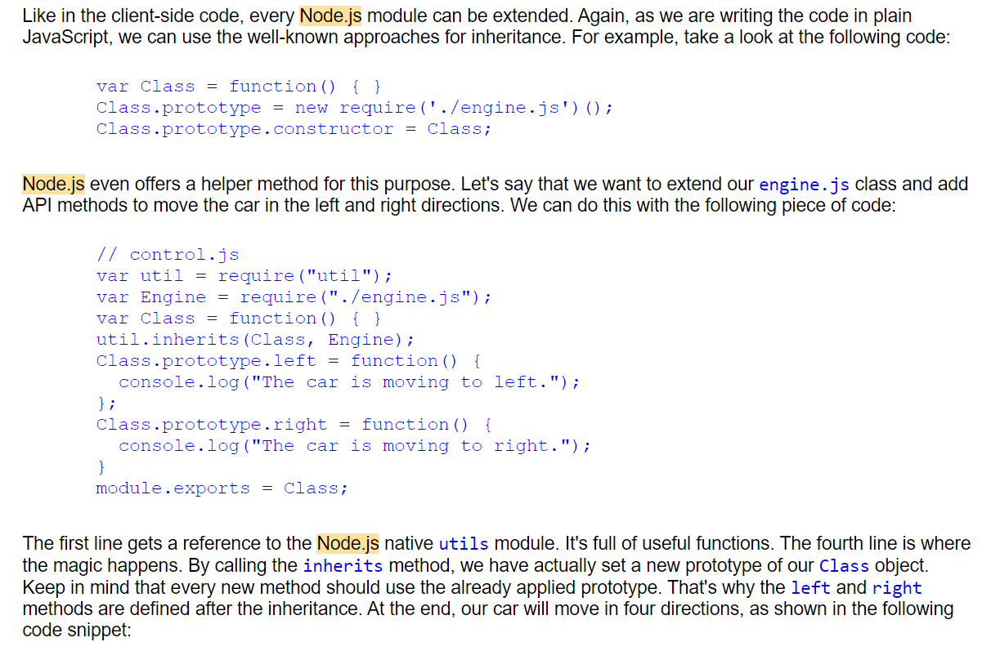 Like in the client-side code, every Node.js module can be extended. Again, as we are writing the code in plain
JavaScript, we can use the well-known approaches for inheritance. For example, take a look at the following code:
var Class = function() { }
Class.prototype = new require('./engine.js')();
Class.prototype.constructor = Class;
Node.js even offers a helper method for this purpose. Let's say that we want to extend our engine.js class and add
API methods to move the car in the left and right directions. We can do this with the following piece of code:
// control.js
var util = require("util");
var Engine = require("./engine.js");
var Class = function() { }
util.inherits(Class, Engine);
Class.prototype.left = function() {
  console.log("The car is moving to left.");
};
Class.prototype.right = function() {
  console.log("The car is moving to right.");
}
module.exports = Class;
The first line gets a reference to the Node.js native utils module. It's full of useful functions. The fourth line is where
the magic happens. By calling the inherits method, we have actually set a new prototype of our Class object.
Keep in mind that every new method should use the already applied prototype. That's why the left and right
methods are defined after the inheritance. At the end, our car will move in four directions, as shown in the following
code snippet: